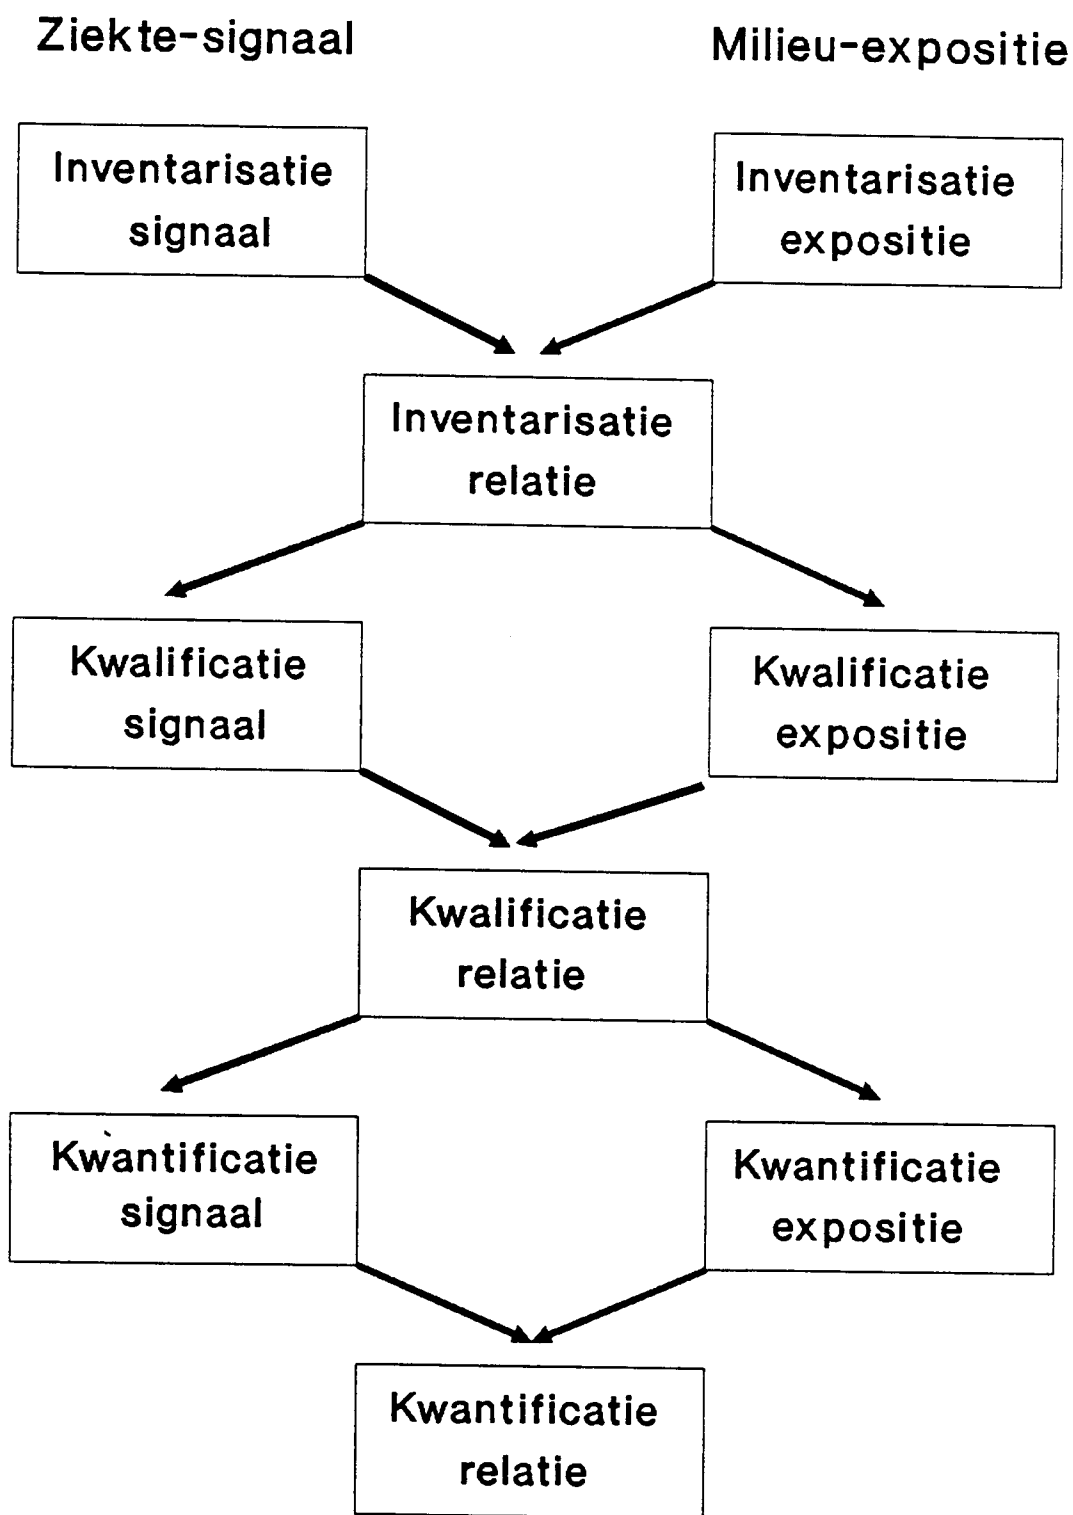 Ziekte-signaal
Milieu-expositie
Inventarisatie
signaal
Inventarisatie
expositie
Inventarisatie
relatie
Kwalificatie
signaal
Kwalificatie
expositie
Kwalificatie
relatie
Kwantificatie
signaal
Kwantificatie
expositie
Kwantificatie
relatie